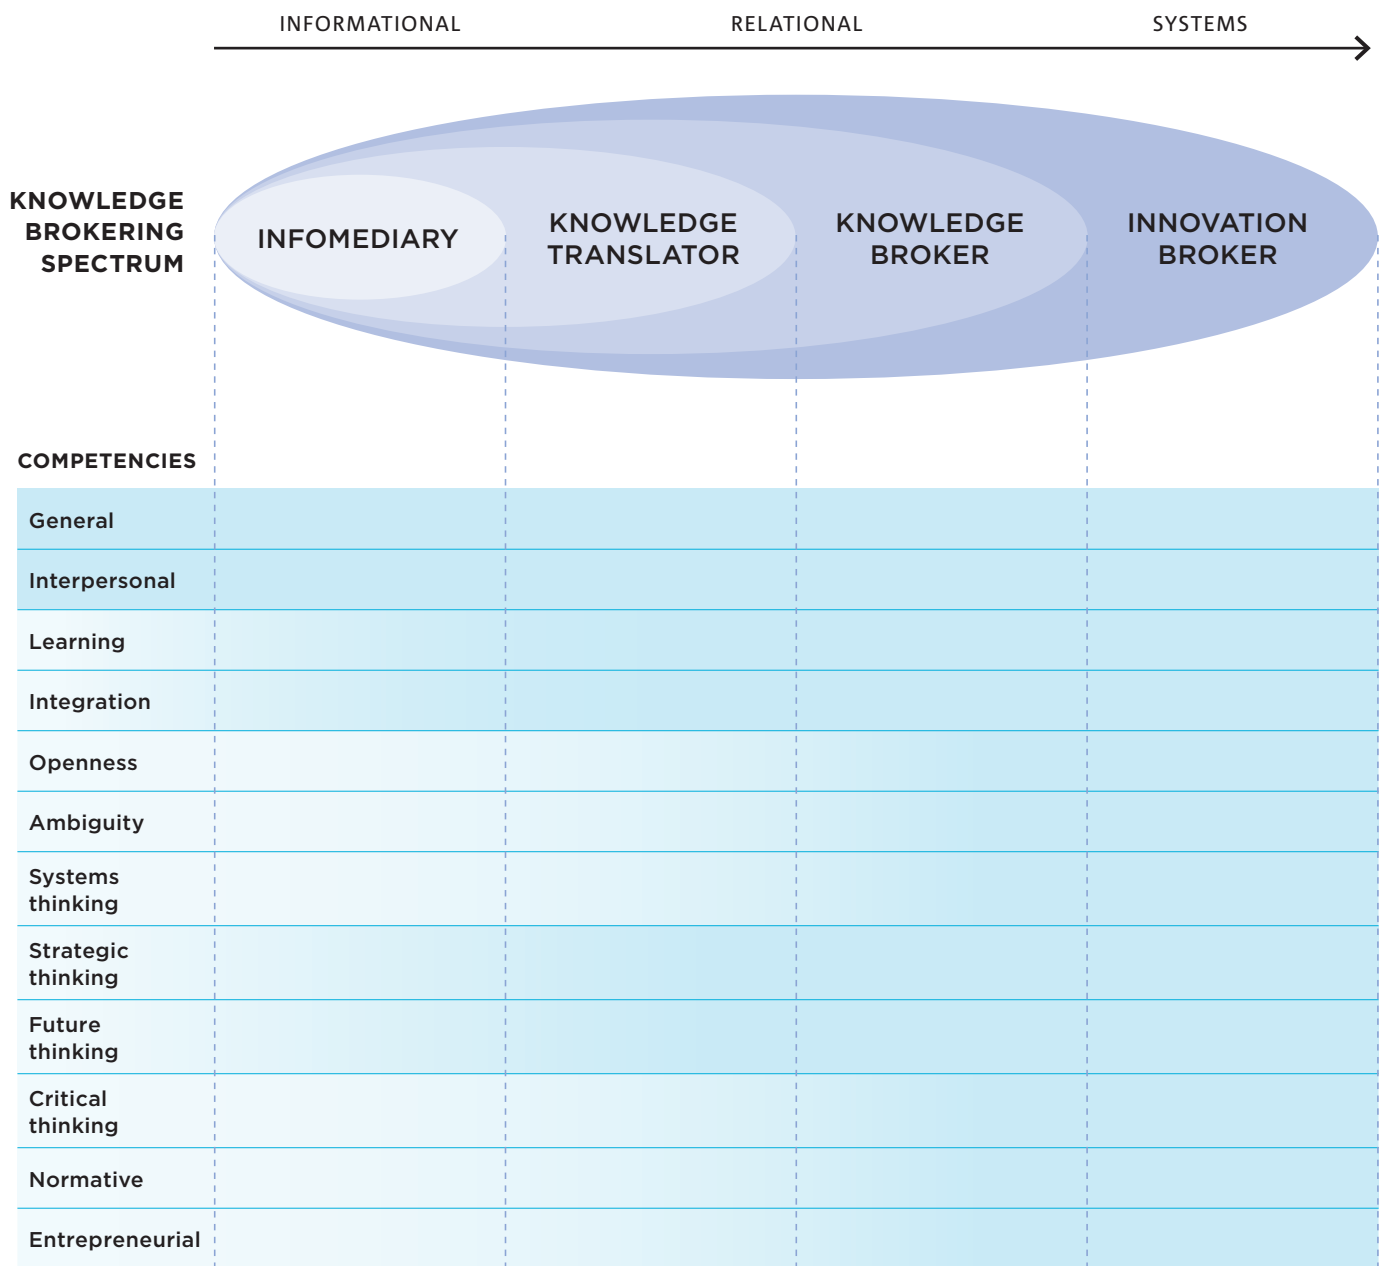 INFORMATIONAL RELATIONAL SYSTEMS
KNOWLEDGE
BROKERING
SPECTRUM
INFOMEDIARY
KNOWLEDGE
TRANSLATOR
KNOWLEDGE
BROKER
INNOVATION
BROKER
COMPETENCIES
General
Interpersonal
Learning
Integration
Openness
Ambiguity
Systems
thinking
Strategic
thinking
Future
thinking
Critical
thinking
Normative
Entrepreneurial